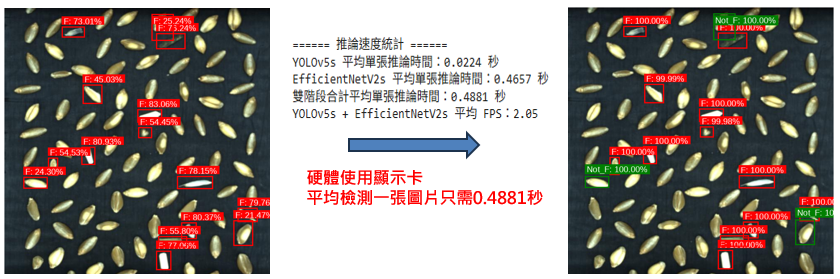 F: 73.01%
F: 25.24%
F: 75.24%
F: 45.03%
F: 83.06%
F: 54.45%
F: 80.93%
F: 54.53%
F: 24.30%
F: 78.15%
F: 79.76
F: 21.47%
F: 80.37%
F: 55.80%
F: 77.06%
====== 推論速度統計 ======
YOLOv5s 平均單張推論時間：0.0224 秒
EfficientNetV2s 平均單張推論時間：0.4657 秒
雙階段合計平均單張推論時間：0.4881 秒
YOLOv5s + EfficientNetV2s 平均 FPS：2.05
硬體使用顯示卡
平均檢測一張圖片只需0.4881秒
F: 100.00%
Not_F: 100.00%
100.00%
F: 99.99%
F: 100.00%
F: 99.98%
F: 100.00%
F: 100.00%
Not_F: 100.00%
F: 100.00%
F: 100.0
Not_F: 10
F: 100.00%
F: 100.00%
F: 100.00%